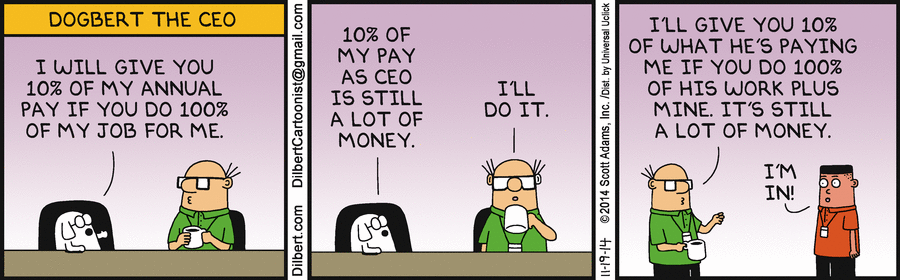 DOGBERT THE CEO
I WILL GIVE YOU
10% OF MY ANNUAL
PAY IF YOU DO 100%
OF MY JOB FOR ME.
Dilbert.com DilbertCartoonist@gmail.com
10% OF
MY PAY
AS CEO
IS STILL
A LOT OF
MONEY.
I'LL
DO IT.
11-19-14 ©2014 Scott Adams, Inc. /Dist. by Universal Uclick
I'LL GIVE YOU 10%
OF WHAT HE'S PAYING
ME IF YOU DO 100%
OF HIS WORK PLUS
MINE. IT'S STILL
A LOT OF MONEY.
I'M
IN!